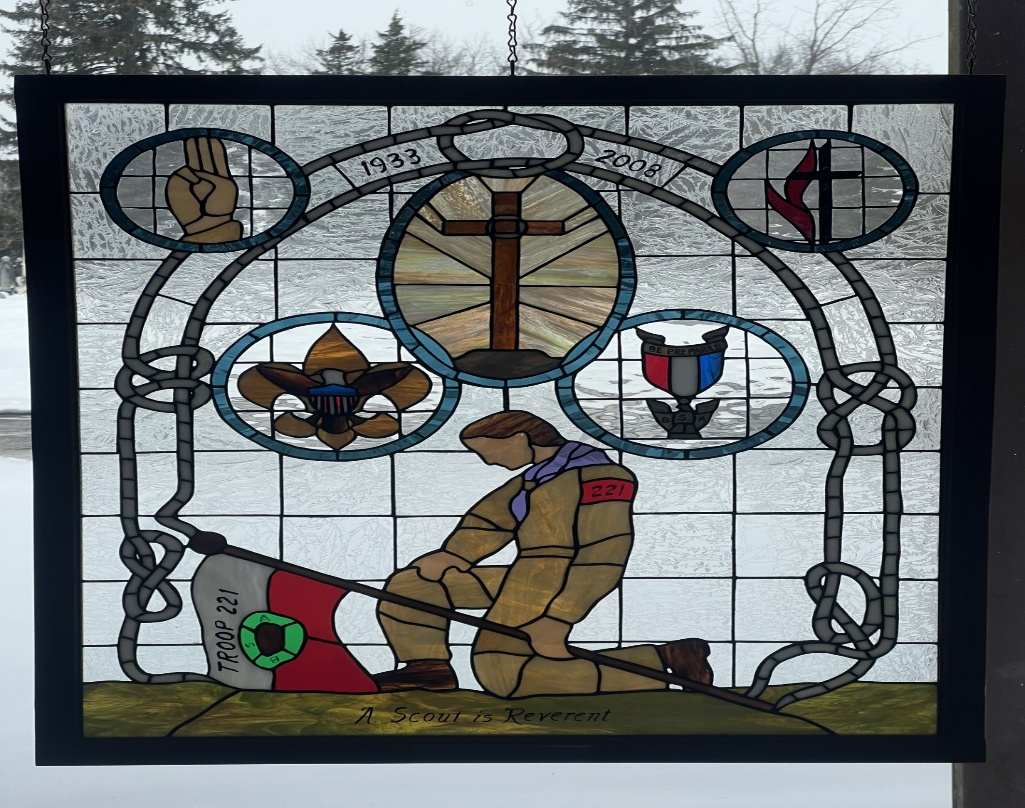 1933
2008
BE PREPARED
B S A
221
TROOP 221
A Scout is Reverent